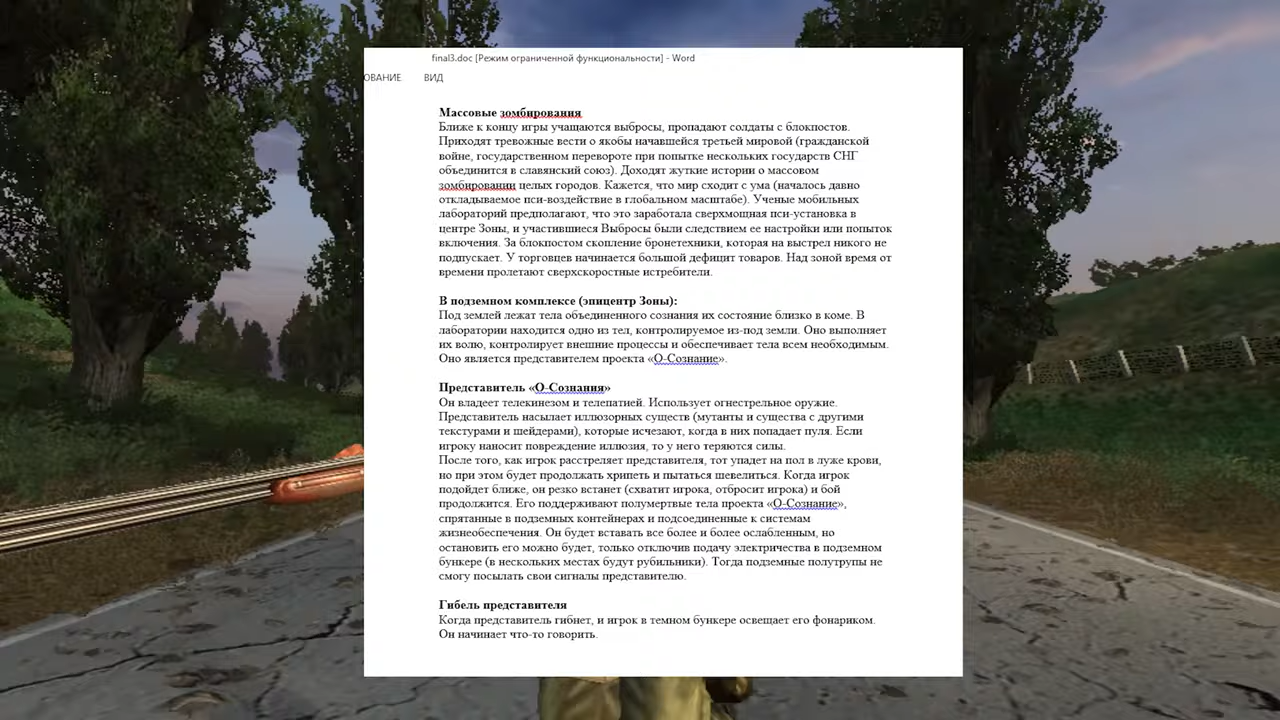 final3.doc [Режим ограниченной функциональности] - Word
ОВАНИЕ ВИД
Массовые зомбирования
Ближе к концу игры учащаются выбросы, пропадают солдаты с блокпостов.
Приходят тревожные вести о якобы начавшейся третьей мировой (гражданской
войне, государственном перевороте при попытке нескольких государств СНГ
объединится в славянский союз). Доходят жуткие истории о массовом
зомбировании целых городов. Кажется, что мир сходит с ума (началось давно
откладываемое пси-воздействие в глобальном масштабе). Ученые мобильных
лабораторий предполагают, что это заработала сверхмощная пси-установка в
центре Зоны, и участившиеся Выбросы были следствием ее настройки или попыток
включения. За блокпостом скопление бронетехники, которая на выстрел никого не
подпускает. У торговцев начинается большой дефицит товаров. Над зоной время от
времени пролетают сверхскоростные истребители.
В подземном комплексе (эпицентр Зоны):
Под землей лежат тела объединенного сознания их состояние близко в коме. В
лаборатории находится одно из тел, контролируемое из-под земли. Оно выполняет
их волю, контролирует внешние процессы и обеспечивает тела всем необходимым.
Оно является представителем проекта «О-Сознание».
Представитель «О-Сознания»
Он владеет телекинезом и телепатией. Использует огнестрельное оружие.
Представитель насылает иллюзорных существ (мутанты и существа с другими
текстурами и шейдерами), которые исчезают, когда в них попадает пуля. Если
игроку наносит повреждение иллюзия, то у него теряются силы.
После того, как игрок расстреляет представителя, тот упадет на пол в луже крови,
но при этом будет продолжать хрипеть и пытаться шевелиться. Когда игрок
подойдет ближе, он резко встанет (схватит игрока, отбросит игрока) и бой
продолжится. Его поддерживают полумертвые тела проекта «О-Сознание»,
спрятанные в подземных контейнерах и подсоединенные к системам
жизнеобеспечения. Он будет вставать все более и более ослабленным, но
остановить его можно будет, только отключив подачу электричества в подземном
бункере (в нескольких местах будут рубильники). Тогда подземные полутрупы не
смогу посылать свои сигналы представителю.
Гибель представителя
Когда представитель гибнет, и игрок в темном бункере освещает его фонариком.
Он начинает что-то говорить.